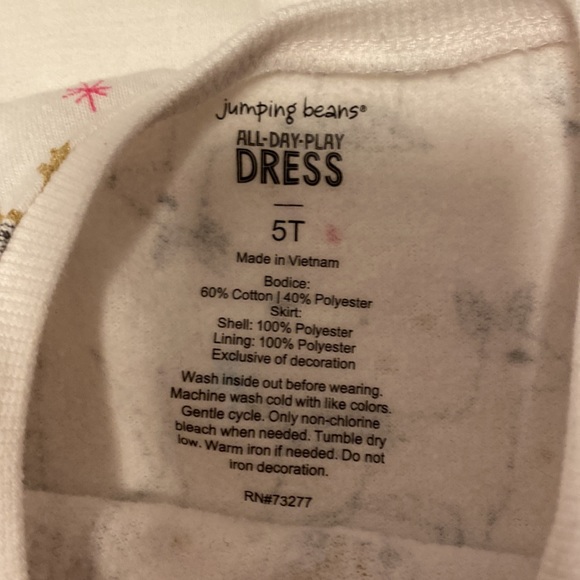 jumping beans®
ALL-DAY-PLAY
DRESS
5T
Made in Vietnam
Bodice:
60% Cotton | 40% Polyester
Skirt:
Shell: 100% Polyester
Lining: 100% Polyester
Exclusive of decoration
Wash inside out before wearing.
Machine wash cold with like colors.
Gentle cycle. Only non-chlorine
bleach when needed. Tumble dry
low. Warm iron if needed. Do not
iron decoration.
RN#73277